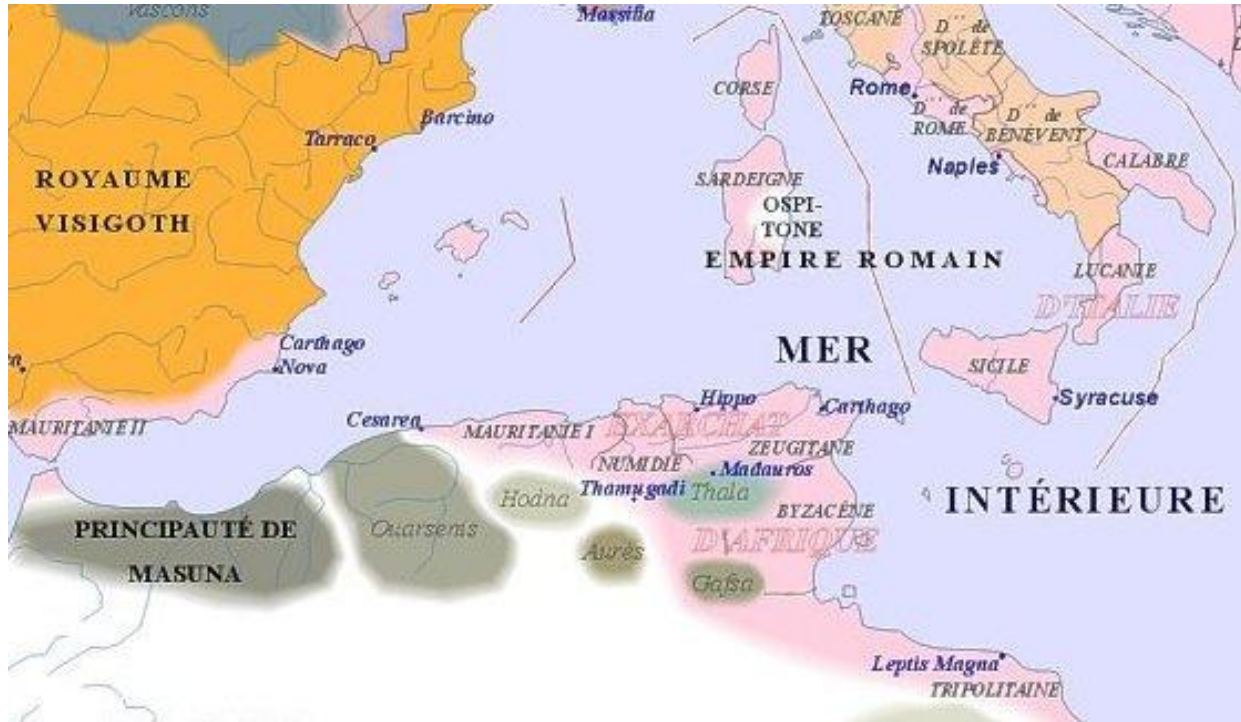 Vascons
Massilia
TOSCANE
D'' de
SPOLÈTE
CORSE
Rome
D'' de
ROME
D'' de
BÉNÉVENT
Barcino
Tarraco
Naples
CALABRE
ROYAUME
VISIGOTH
SARDEIGNE
OSPI-
TONE
EMPIRE ROMAIN
LUCANIE
D'ITALIE
Carthago
Nova
MER
SICILE
Syracuse
Hippo
Carthago
Cesarea
MAURITANIE II
MAURITANIE I
EXARCHAT
ZEUGITANE
NUMIDIE
Madauros
Thamugadi
Thala
Hodna
INTÉRIEURE
BYZACÈNE
PRINCIPAUTÉ DE
MASUNA
Ouarsenis
D'AFRIQUE
Aurès
Gafsa
Leptis Magna
TRIPOLITAINE